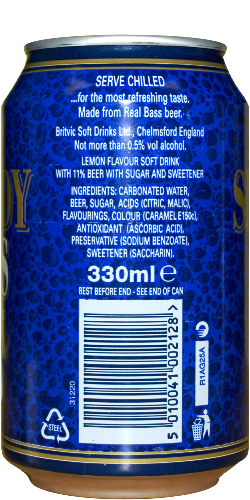 SERVE CHILLED
...for the most refreshing taste.
Made from Real Bass beer.
Britvic Soft Drinks Ltd., Chelmsford England
Not more than 0.5% vol alcohol.
LEMON FLAVOUR SOFT DRINK
WITH 11% BEER WITH SUGAR AND SWEETENER
INGREDIENTS: CARBONATED WATER,
BEER, SUGAR, ACIDS (CITRIC, MALIC),
FLAVOURINGS, COLOUR (CARAMEL E150c),
ANTIOXIDANT (ASCORBIC ACID),
PRESERVATIVE (SODIUM BENZOATE),
SWEETENER (SACCHARIN).
330ml e
BEST BEFORE END - SEE END OF CAN
DY
S
31220
STEEL
5 010041 002128 >
R1AG25A